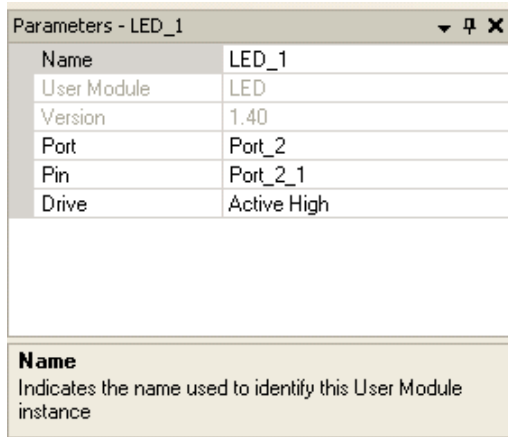 Parameters - LED_1
Name LED_1
User Module LED
Version 1.40
Port Port_2
Pin Port_2_1
Drive Active High
Name
Indicates the name used to identify this User Module
instance